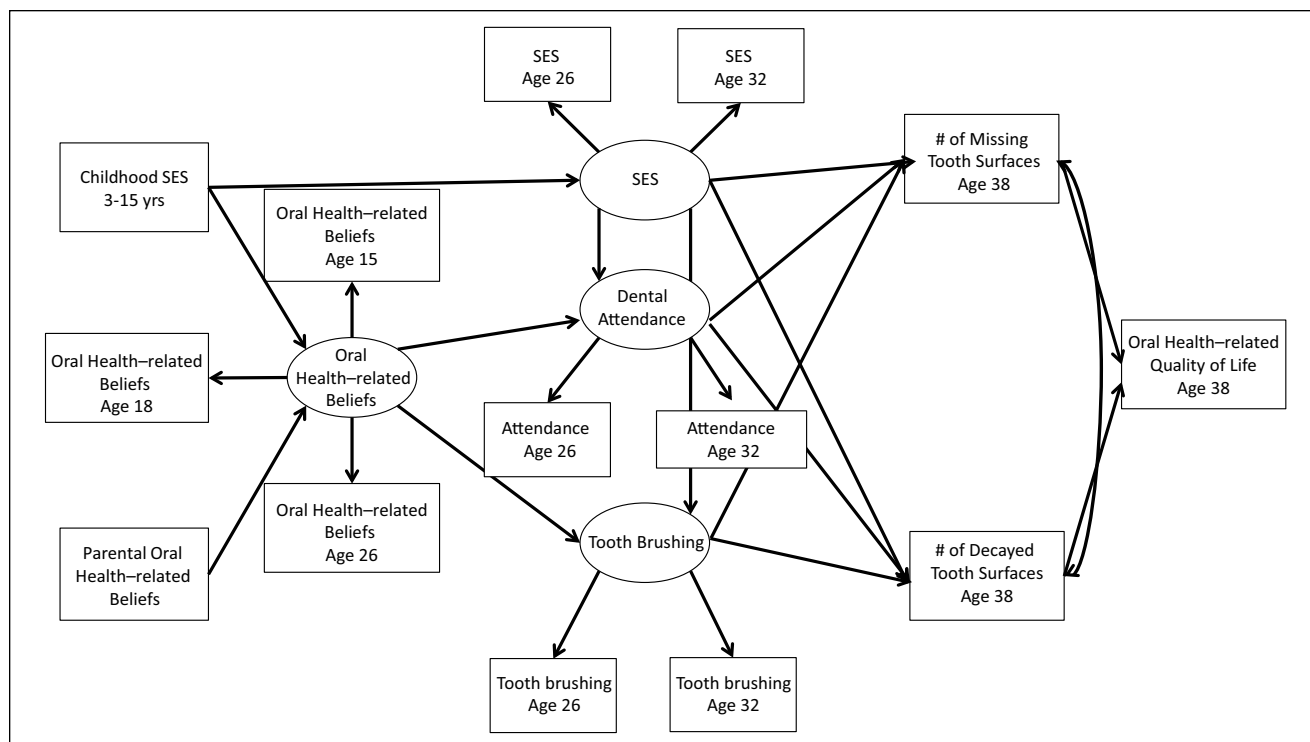 SES
Age 26
SES
Age 32
# of Missing
Tooth Surfaces
Age 38
Childhood SES
3-15 yrs
SES
Oral Health–related
Beliefs
Age 15
Dental
Attendance
Oral Health–related
Beliefs
Age 18
Oral
Health–related
Beliefs
Oral Health–related
Quality of Life
Age 38
Attendance
Age 26
Attendance
Age 32
Oral Health–related
Beliefs
Age 26
Parental Oral
Health–related
Beliefs
Tooth Brushing
# of Decayed
Tooth Surfaces
Age 38
Tooth brushing
Age 26
Tooth brushing
Age 32